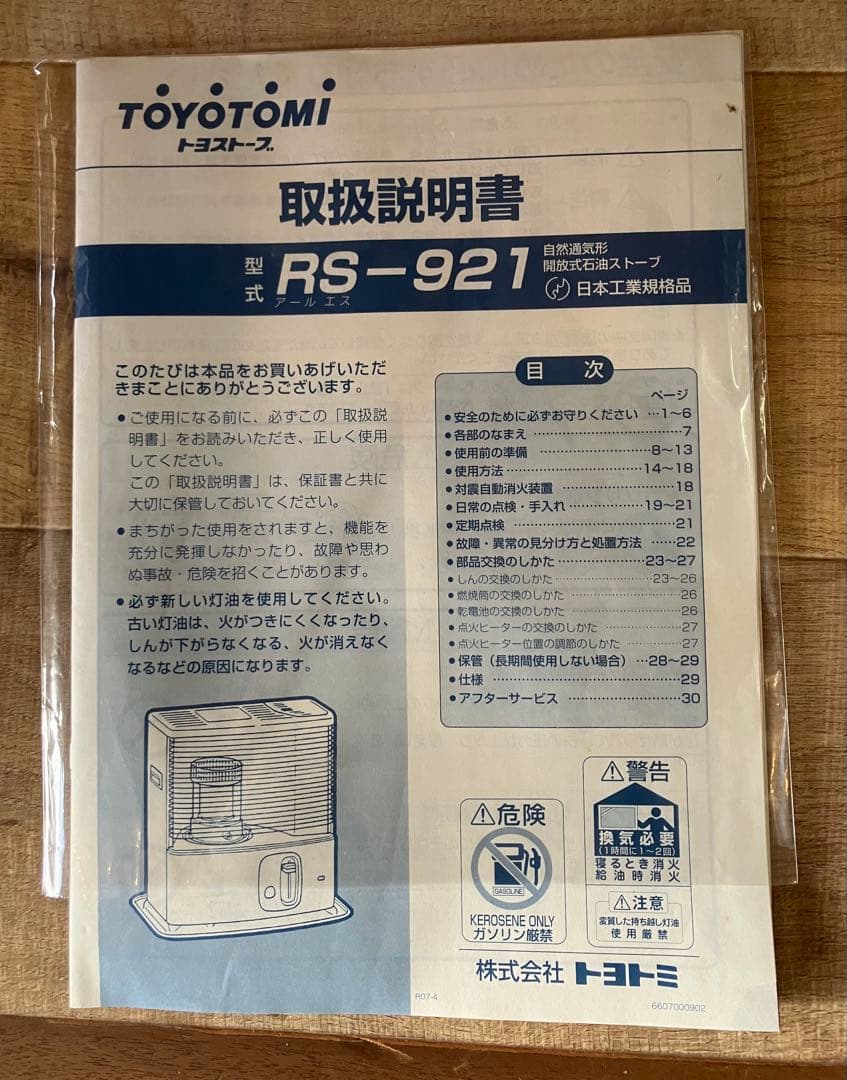 TOYOTOMI
トヨストーブ
取扱説明書
型式 RS-921
アール エス
自然通気形
開放式石油ストーブ
日本工業規格品
このたびは本品をお買いあげいただ
きまことにありがとうございます。
●ご使用になる前に、必ずこの「取扱説
明書」をお読みいただき、正しく使用
してください。
この「取扱説明書」は、保証書と共に
大切に保管しておいてください。
●まちがった使用をされますと、機能を
充分に発揮しなかったり、故障や思わ
ぬ事故・危険を招くことがあります。
●必ず新しい灯油を使用してください。
古い灯油は、火がつきにくくなったり、
しんが下がらなくなる、火が消えなく
なるなどの原因になります。
目 次
ページ
●安全のために必ずお守りください …1〜6
●各部のなまえ ……………………7
●使用前の準備 ………………8〜13
●使用方法 …………………14〜18
●対震自動消火装置 ………………18
●日常の点検・手入れ …………19〜21
●定期点検 ……………………21
●故障・異常の見分け方と処置方法 ……22
●部品交換のしかた ……………23〜27
●しんの交換のしかた ……………23〜26
●燃焼筒の交換のしかた ……………26
●乾電池の交換のしかた ……………26
●点火ヒーターの交換のしかた …………27
●点火ヒーター位置の調節のしかた ………27
●保管（長期間使用しない場合）…28〜29
●仕様 ………………………29
●アフターサービス ………………30
⚠危険
GASOLINE
KEROSENE ONLY
ガソリン厳禁
⚠警告
換気必要
(1時間に1〜2回)
寝るとき消火
給油時消火
⚠注意
変質した持ち越し灯油
使用厳禁
株式会社 トヨトミ
R07-4
6607000902